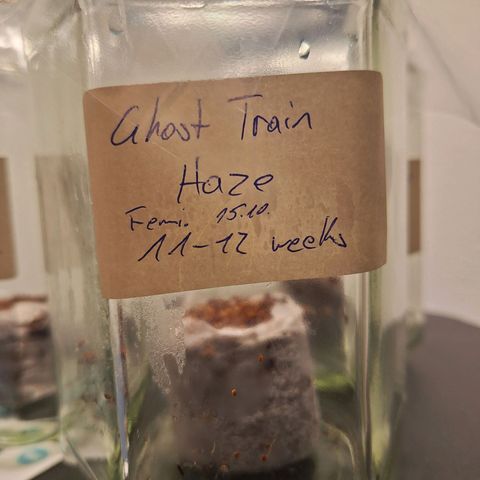 Ghost Train
Haze
Femi. 15.10.
11-12 weeks